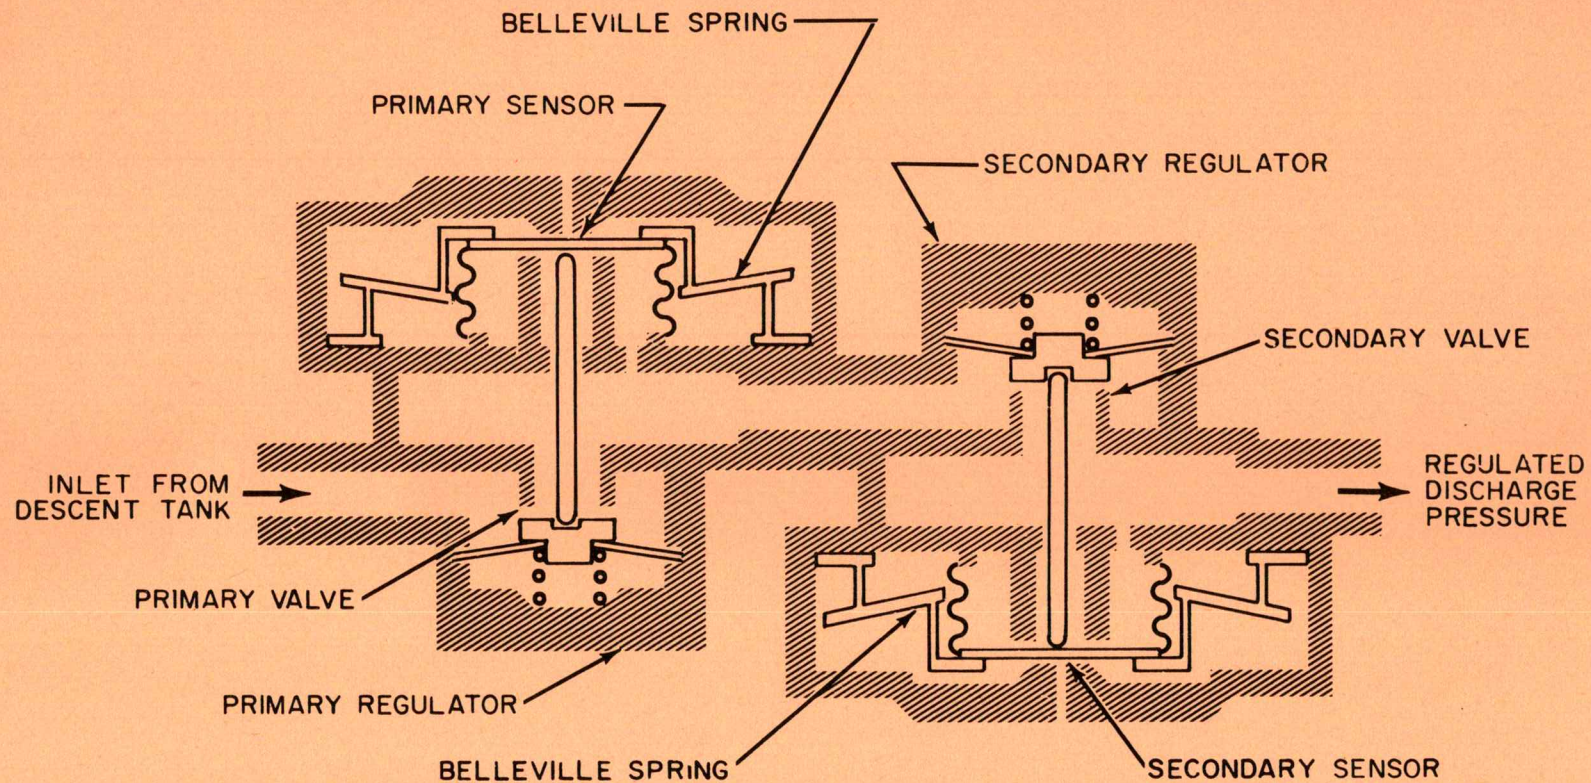 BELLEVILLE SPRING
PRIMARY SENSOR
SECONDARY REGULATOR
SECONDARY VALVE
INLET FROM
DESCENT TANK
REGULATED
DISCHARGE
PRESSURE
PRIMARY VALVE
PRIMARY REGULATOR
BELLEVILLE SPRING
SECONDARY SENSOR